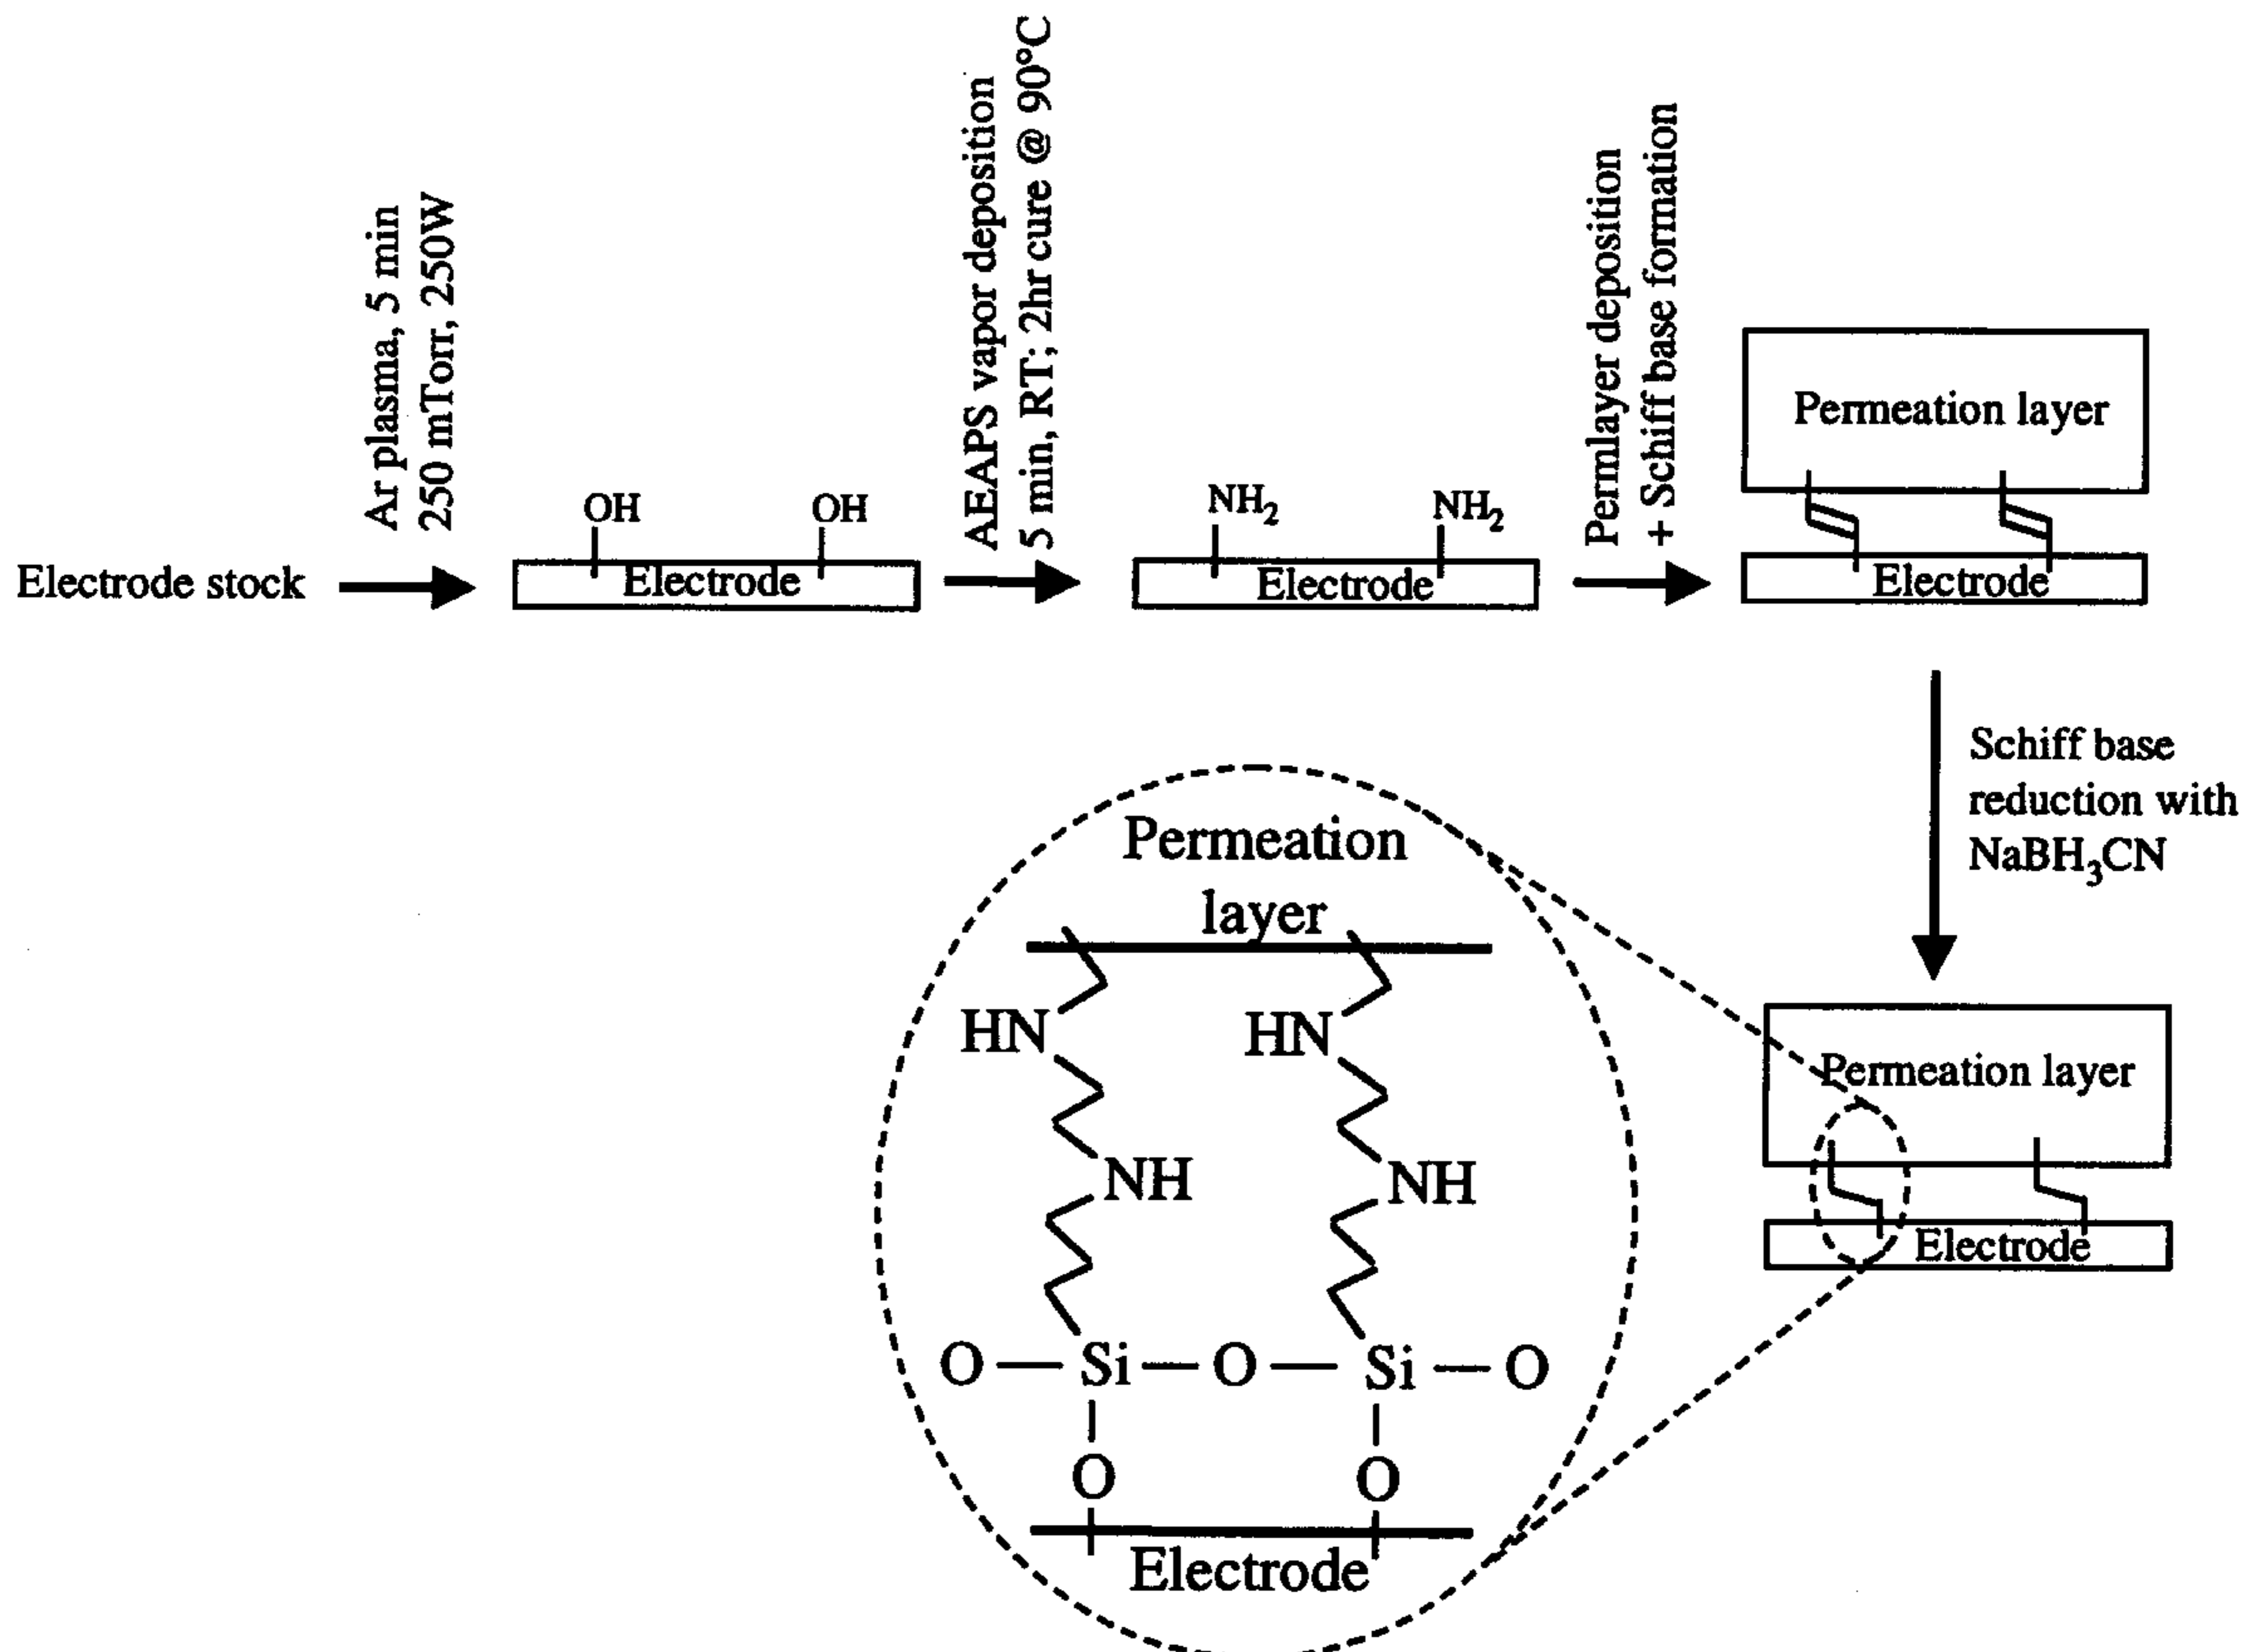 Electrode stock
Ar plasma, 5 min
250 mTorr, 250W
OH
OH
Electrode
AEAPS vapor deposition
5 min, RT; 2hr cure @ 90°C
NH₂
NH₂
Electrode
Permlayer deposition
+ Schiff base formation
Permeation layer
Electrode
Schiff base
reduction with
NaBH₃CN
Permeation layer
Electrode
Permeation
layer
HN
HN
NH
NH
O — Si — O — Si — O
O
O
Electrode